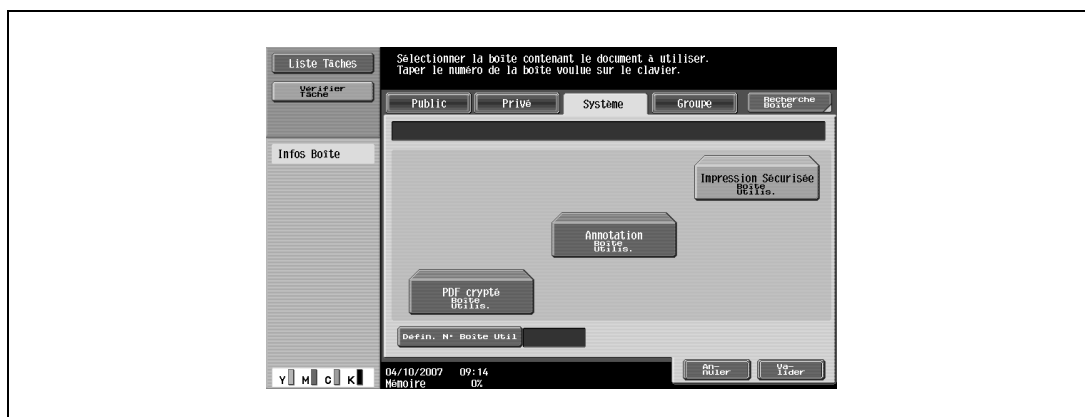 Liste Tâches
Vérifier
Tâche
Sélectionner la boîte contenant le document à utiliser.
Taper le numéro de la boîte voulue sur le clavier.
Public
Privé
Système
Groupe
Recherche
Boîte
Infos Boîte
Impression Sécurisée
Boîte
Utilis.
Annotation
Boîte
Utilis.
PDF crypté
Boîte
Utilis.
Défin. N° Boîte Util
An-
nuler
Va-
lider
Y M C K
04/10/2007 09:14
Mémoire 0%